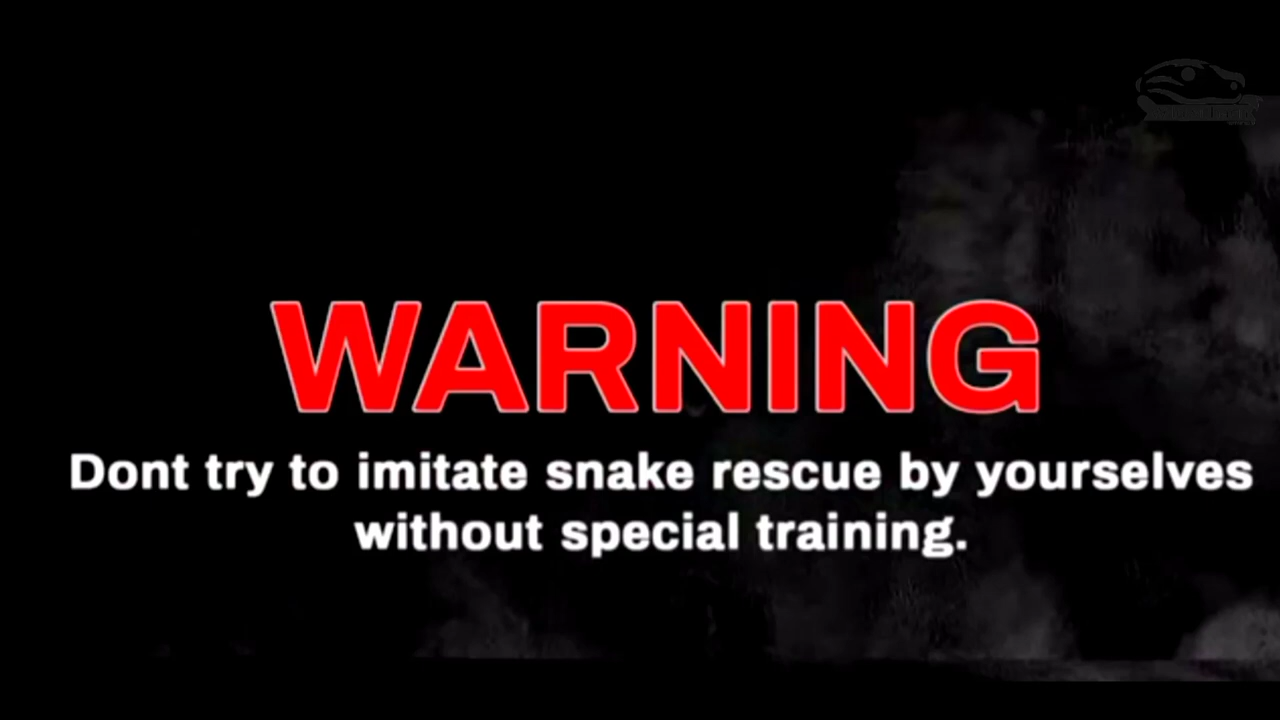 WARNING
Dont try to imitate snake rescue by yourselves
without special training.